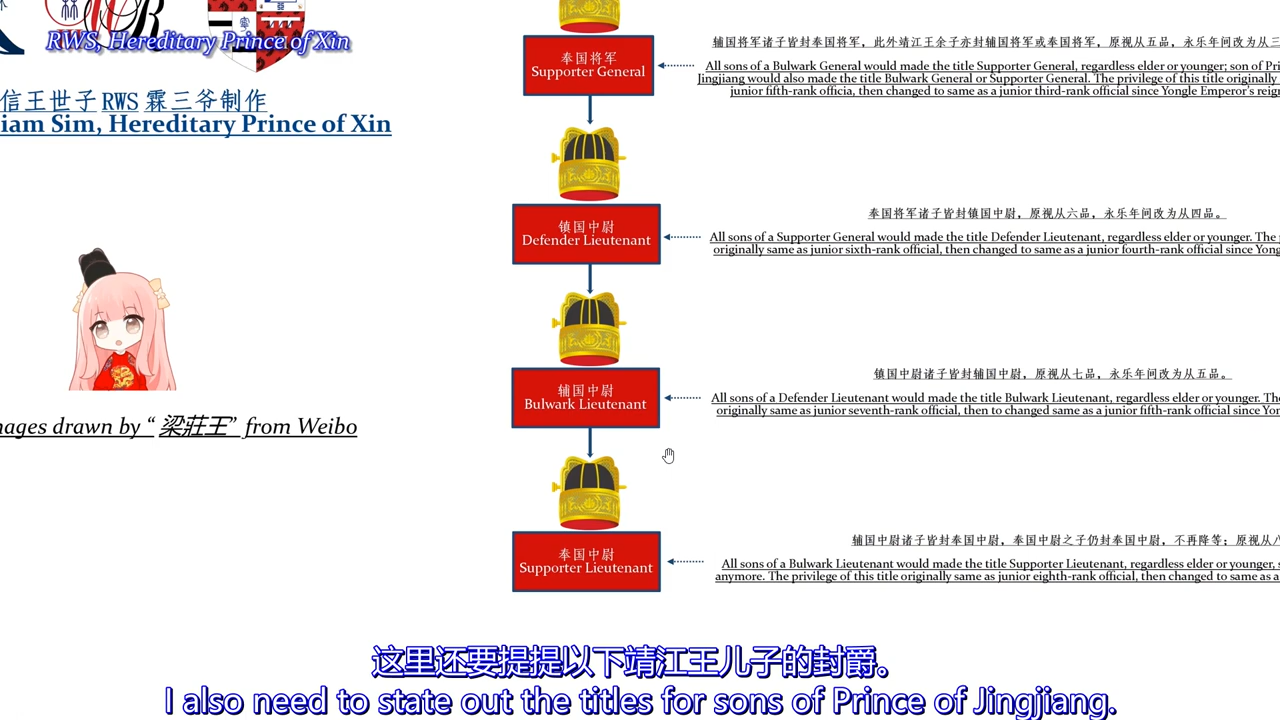 RWS, Hereditary Prince of Xin
信王世子 RWS 霖三爷制作
iam Sim, Hereditary Prince of Xin
ages drawn by “ 梁莊王” from Weibo
奉国将军
Supporter General
辅国将军诸子皆封奉国将军，此外靖江王余子亦封辅国将军或奉国将军，原视从五品，永乐年间改为从三
All sons of a Bulwark General would made the title Supporter General, regardless elder or younger; son of Pri
Jingjiang would also made the title Bulwark General or Supporter General. The privilege of this title originally
junior fifth-rank officia, then changed to same as a junior third-rank official since Yongle Emperor's reign
镇国中尉
Defender Lieutenant
奉国将军诸子皆封镇国中尉，原视从六品，永乐年间改为从四品。
All sons of a Supporter General would made the title Defender Lieutenant, regardless elder or younger. The
originally same as junior sixth-rank official, then changed to same as a junior fourth-rank official since Yong
辅国中尉
Bulwark Lieutenant
镇国中尉诸子皆封辅国中尉，原视从七品，永乐年间改为从五品。
All sons of a Defender Lieutenant would made the title Bulwark Lieutenant, regardless elder or younger. The
originally same as junior seventh-rank official, then to changed same as a junior fifth-rank official since Yon
奉国中尉
Supporter Lieutenant
辅国中尉诸子皆封奉国中尉，奉国中尉之子仍封奉国中尉，不再降等；原视从八
All sons of a Bulwark Lieutenant would made the title Supporter Lieutenant, regardless elder or younger, s
anymore. The privilege of this title originally same as junior eighth-rank official, then changed to same as a
这里还要提提以下靖江王儿子的封爵。
I also need to state out the titles for sons of Prince of Jingjiang.